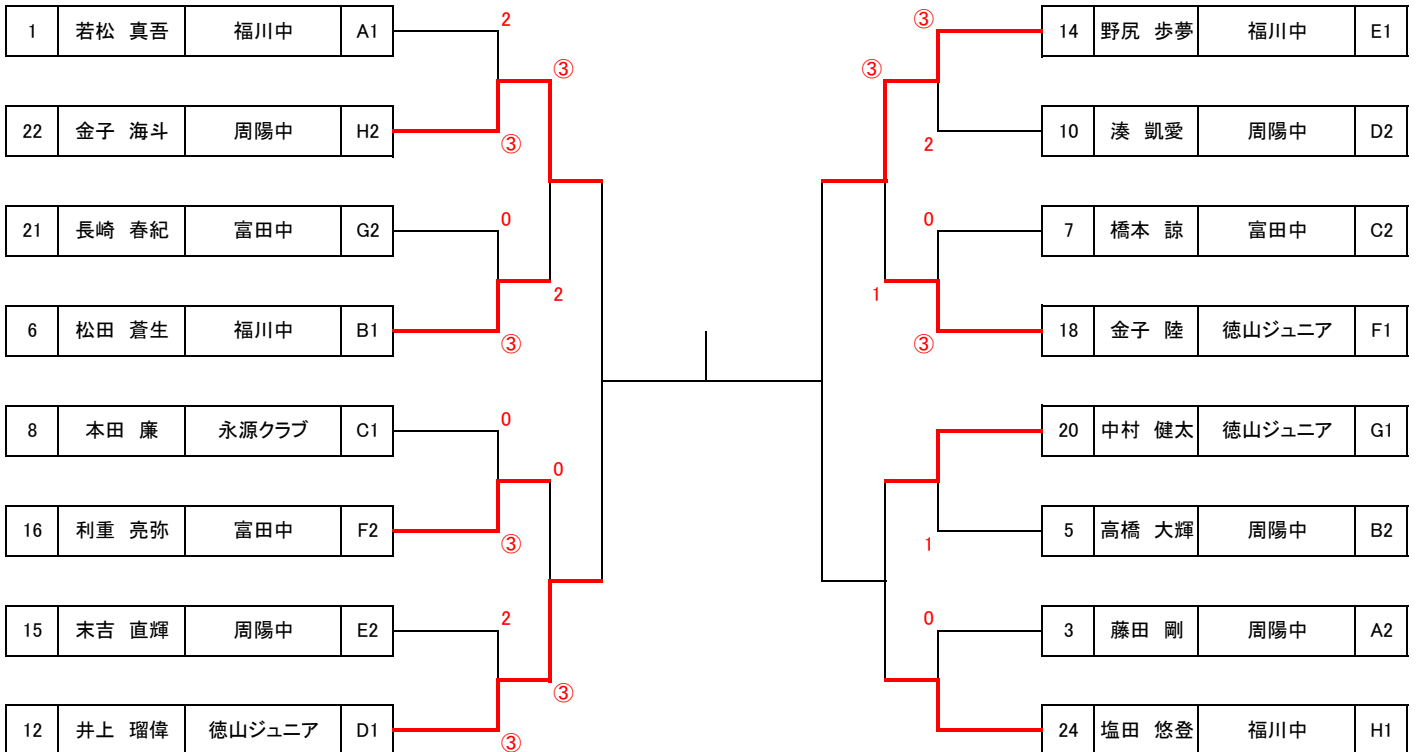 1 若松 真吾 福川中 A1
2
③
22 金子 海斗 周陽中 H2
③
21 長崎 春紀 富田中 G2
0
2
6 松田 蒼生 福川中 B1
③
8 本田 廉 永源クラブ C1
0
0
16 利重 亮弥 富田中 F2
③
15 末吉 直輝 周陽中 E2
2
③
12 井上 瑠偉 徳山ジュニア D1
③
③
14 野尻 歩夢 福川中 E1
③
10 湊 凱愛 周陽中 D2
2
7 橋本 諒 富田中 C2
0
1
18 金子 陸 徳山ジュニア F1
③
20 中村 健太 徳山ジュニア G1
5 高橋 大輝 周陽中 B2
1
3 藤田 剛 周陽中 A2
0
24 塩田 悠登 福川中 H1